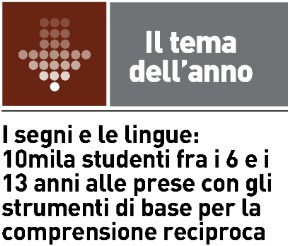 Il tema
dell'anno
I segni e le lingue:
10mila studenti fra i 6 e i
13 anni alle prese con gli
strumenti di base per la
comprensione reciproca